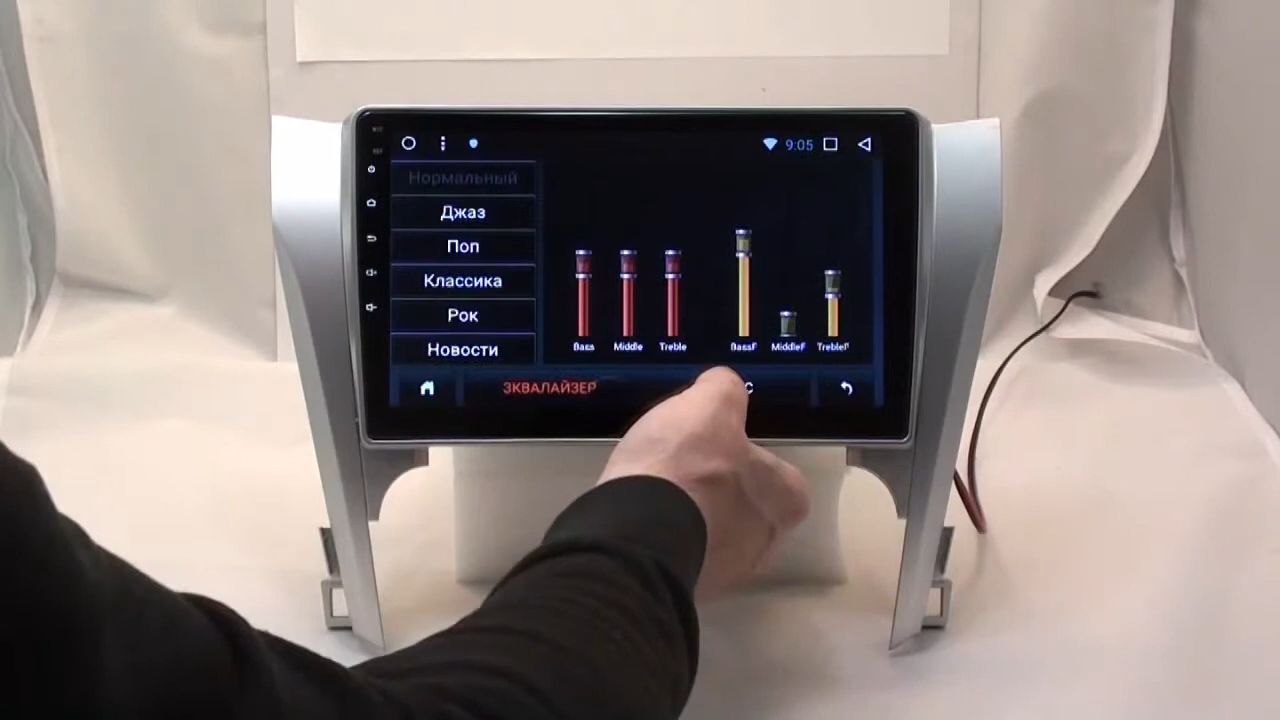 9:05
Нормальный
Джаз
Поп
Классика
Рок
Новости
Bass Middle Treble BassF MiddleF TrebleF
ЭКВАЛАЙЗЕР